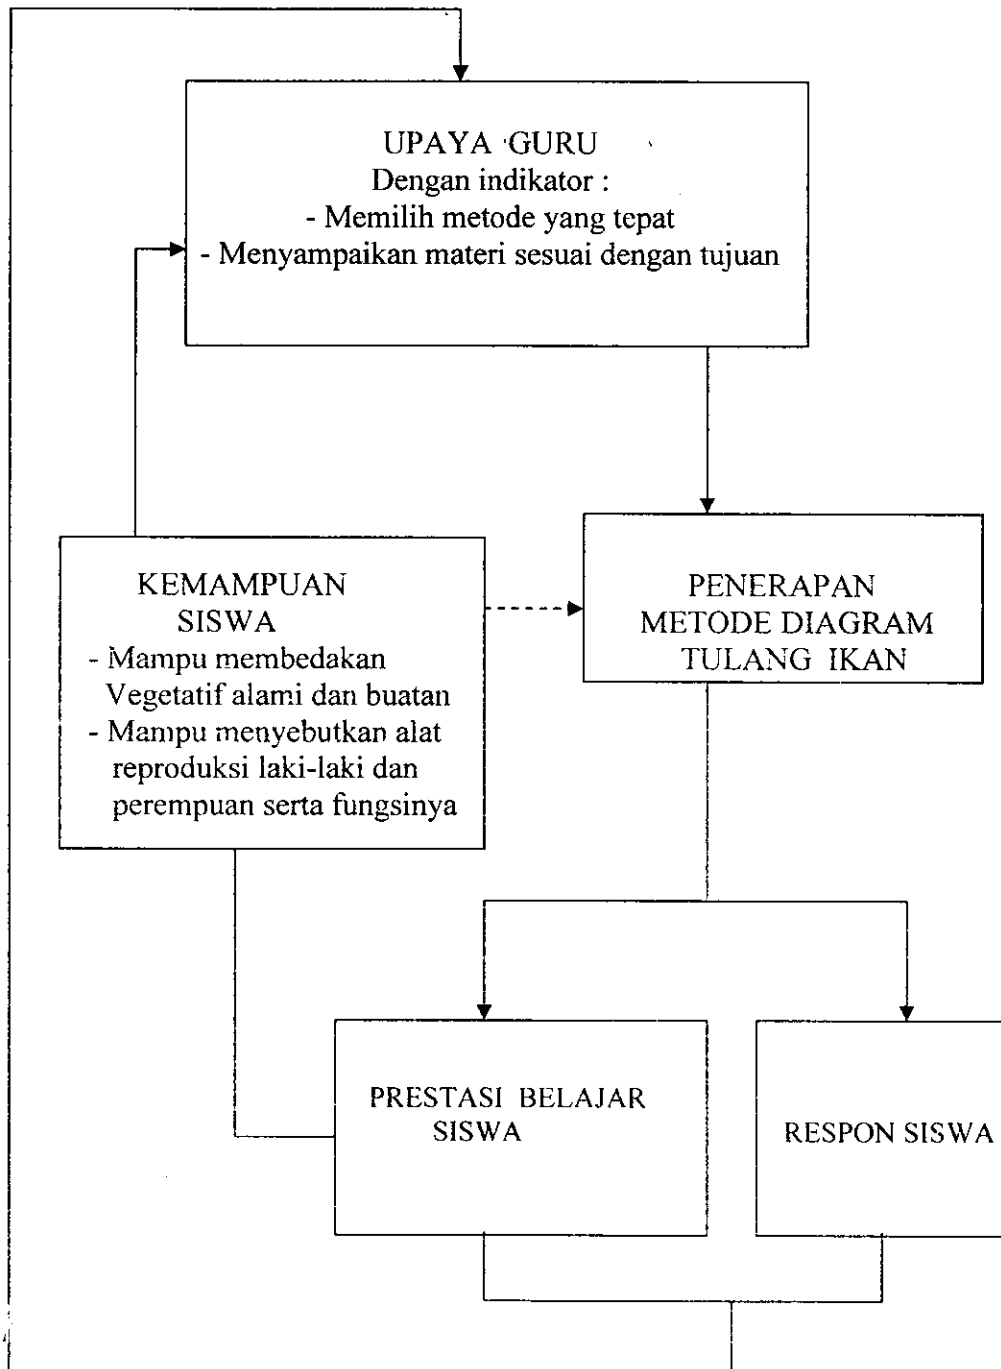 UPAYA GURU
Dengan indikator :
- Memilih metode yang tepat
- Menyampaikan materi sesuai dengan tujuan
KEMAMPUAN
SISWA
- Mampu membedakan
Vegetatif alami dan buatan
- Mampu menyebutkan alat
reproduksi laki-laki dan
perempuan serta fungsinya
PENERAPAN
METODE DIAGRAM
TULANG IKAN
PRESTASI BELAJAR
SISWA
RESPON SISWA